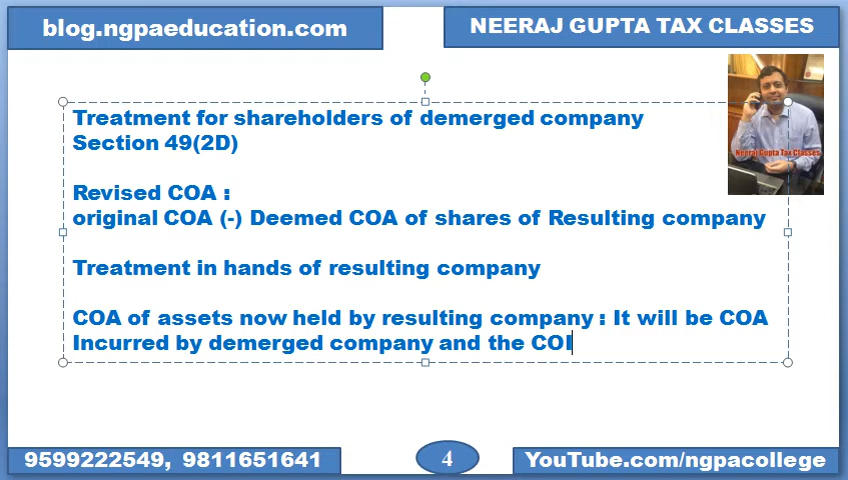 blog.ngpaeducation.com
NEERAJ GUPTA TAX CLASSES
Treatment for shareholders of demerged company
Section 49(2D)
Revised COA :
original COA (-) Deemed COA of shares of Resulting company
Treatment in hands of resulting company
COA of assets now held by resulting company : It will be COA
Incurred by demerged company and the COI
Neeraj Gupta Tax Classes
9599222549, 9811651641
4
YouTube.com/ngpacollege